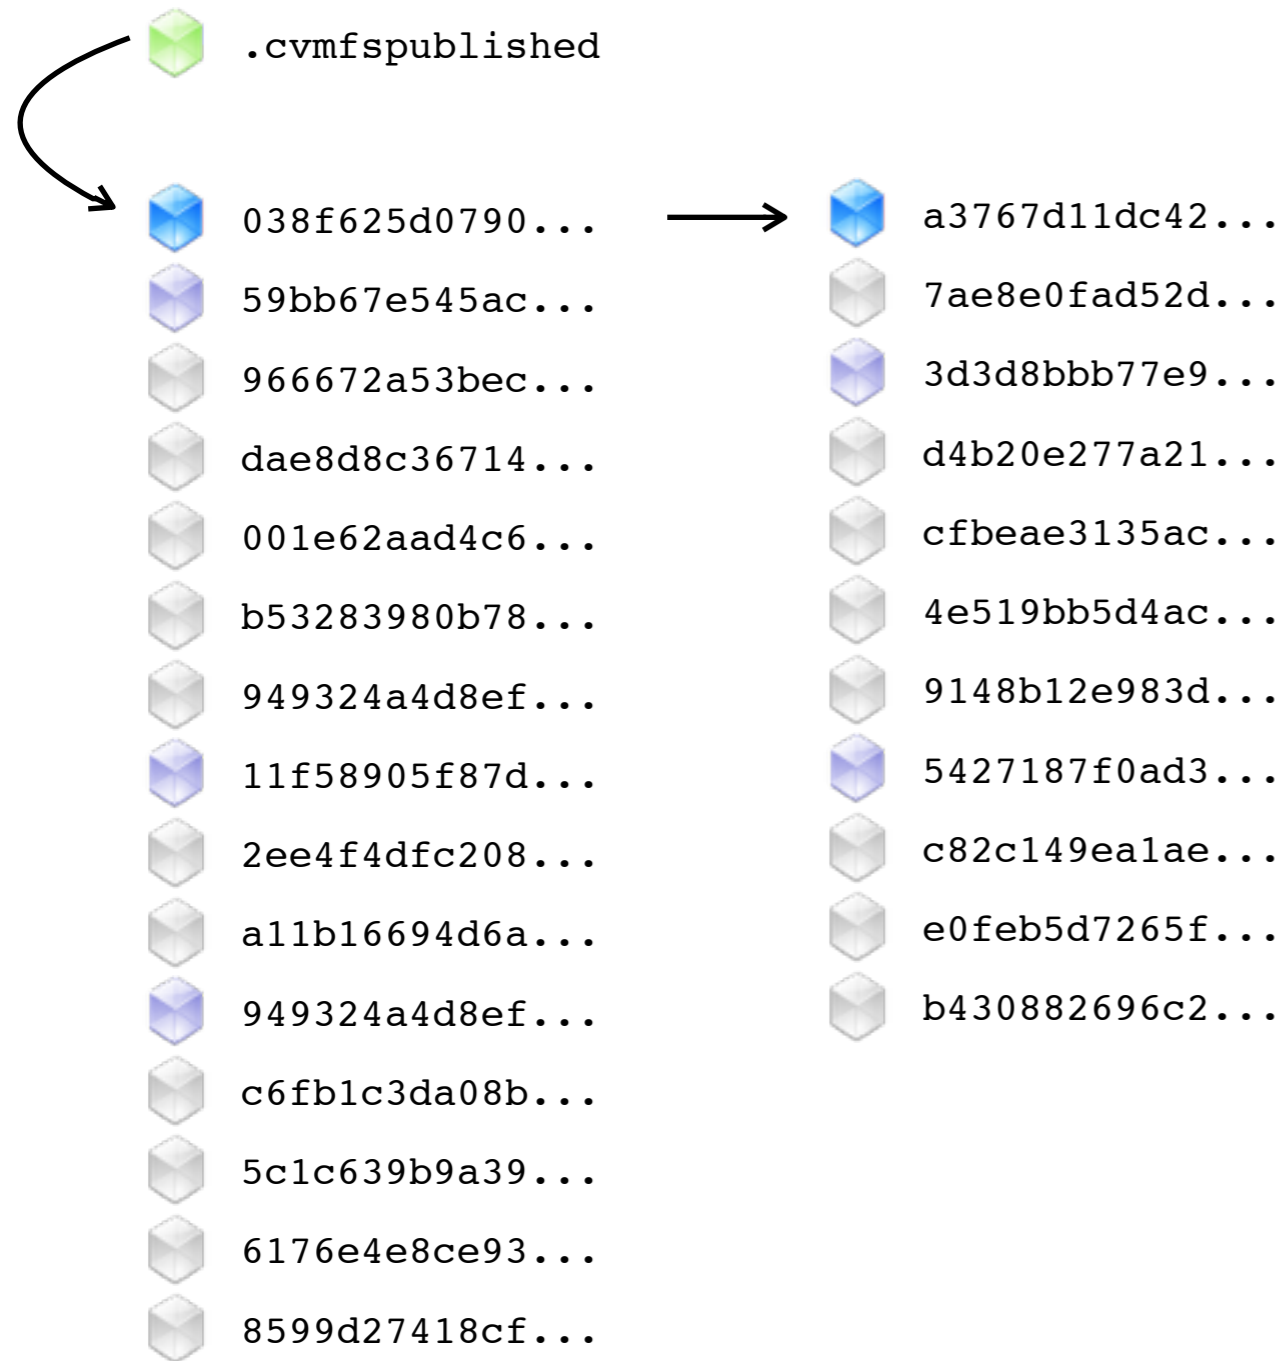 .cvmfspublished
038f625d0790...
59bb67e545ac...
966672a53bec...
dae8d8c36714...
001e62aad4c6...
b53283980b78...
949324a4d8ef...
11f58905f87d...
2ee4f4dfc208...
a11b16694d6a...
949324a4d8ef...
c6fb1c3da08b...
5c1c639b9a39...
6176e4e8ce93...
8599d27418cf...
a3767d11dc42...
7ae8e0fad52d...
3d3d8bbb77e9...
d4b20e277a21...
cfbeae3135ac...
4e519bb5d4ac...
9148b12e983d...
5427187f0ad3...
c82c149ea1ae...
e0feb5d7265f...
b430882696c2...